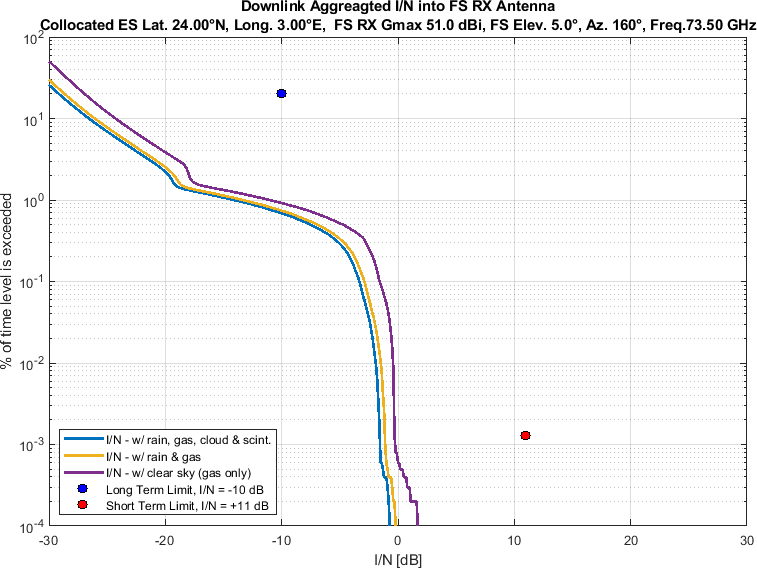 Downlink Aggreagted I/N into FS RX Antenna
Collocated ES Lat. 24.00°N, Long. 3.00°E, FS RX Gmax 51.0 dBi, FS Elev. 5.0°, Az. 160°, Freq.73.50 GHz
10^2
10^1
10^0
10^-1
10^-2
10^-3
10^-4
% of time level is exceeded
I/N - w/ rain, gas, cloud & scint.
I/N - w/ rain & gas
I/N - w/ clear sky (gas only)
Long Term Limit, I/N = -10 dB
Short Term Limit, I/N = +11 dB
-30 -20 -10 0 10 20 30
I/N [dB]